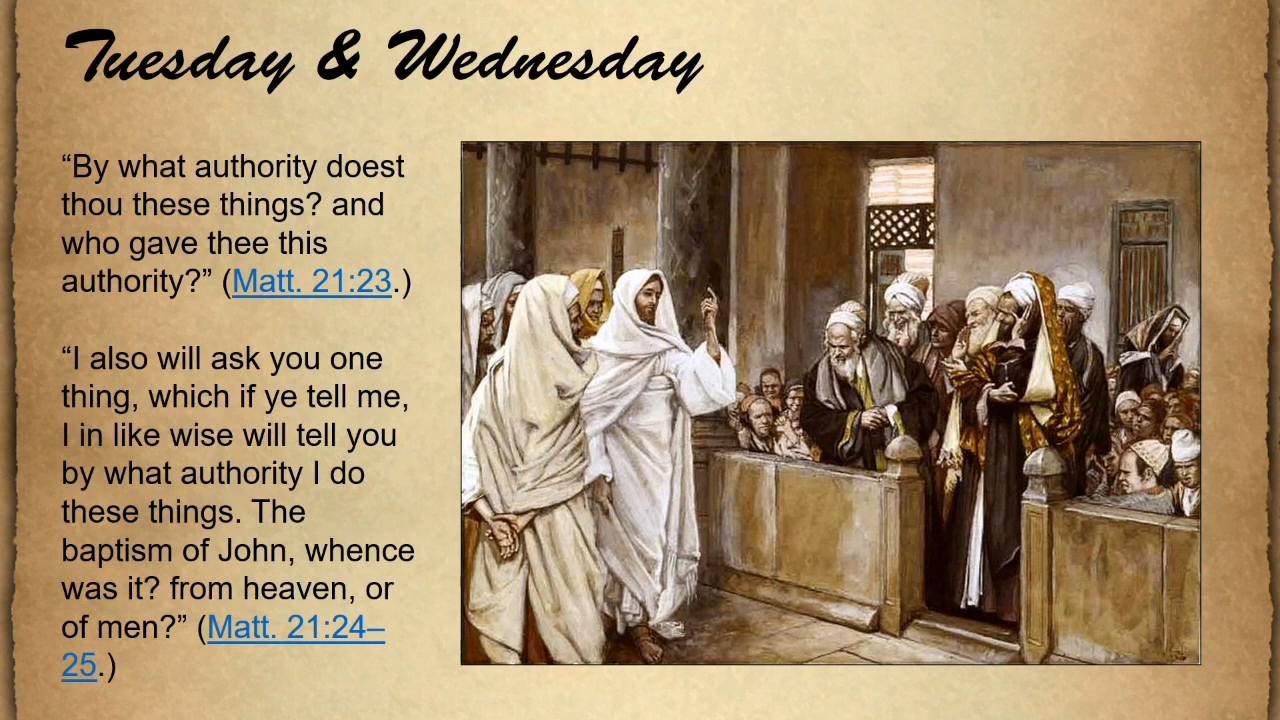 Tuesday & Wednesday
“By what authority doest
thou these things? and
who gave thee this
authority?” (Matt. 21:23.)
“I also will ask you one
thing, which if ye tell me,
I in like wise will tell you
by what authority I do
these things. The
baptism of John, whence
was it? from heaven, or
of men?” (Matt. 21:24–
25.)